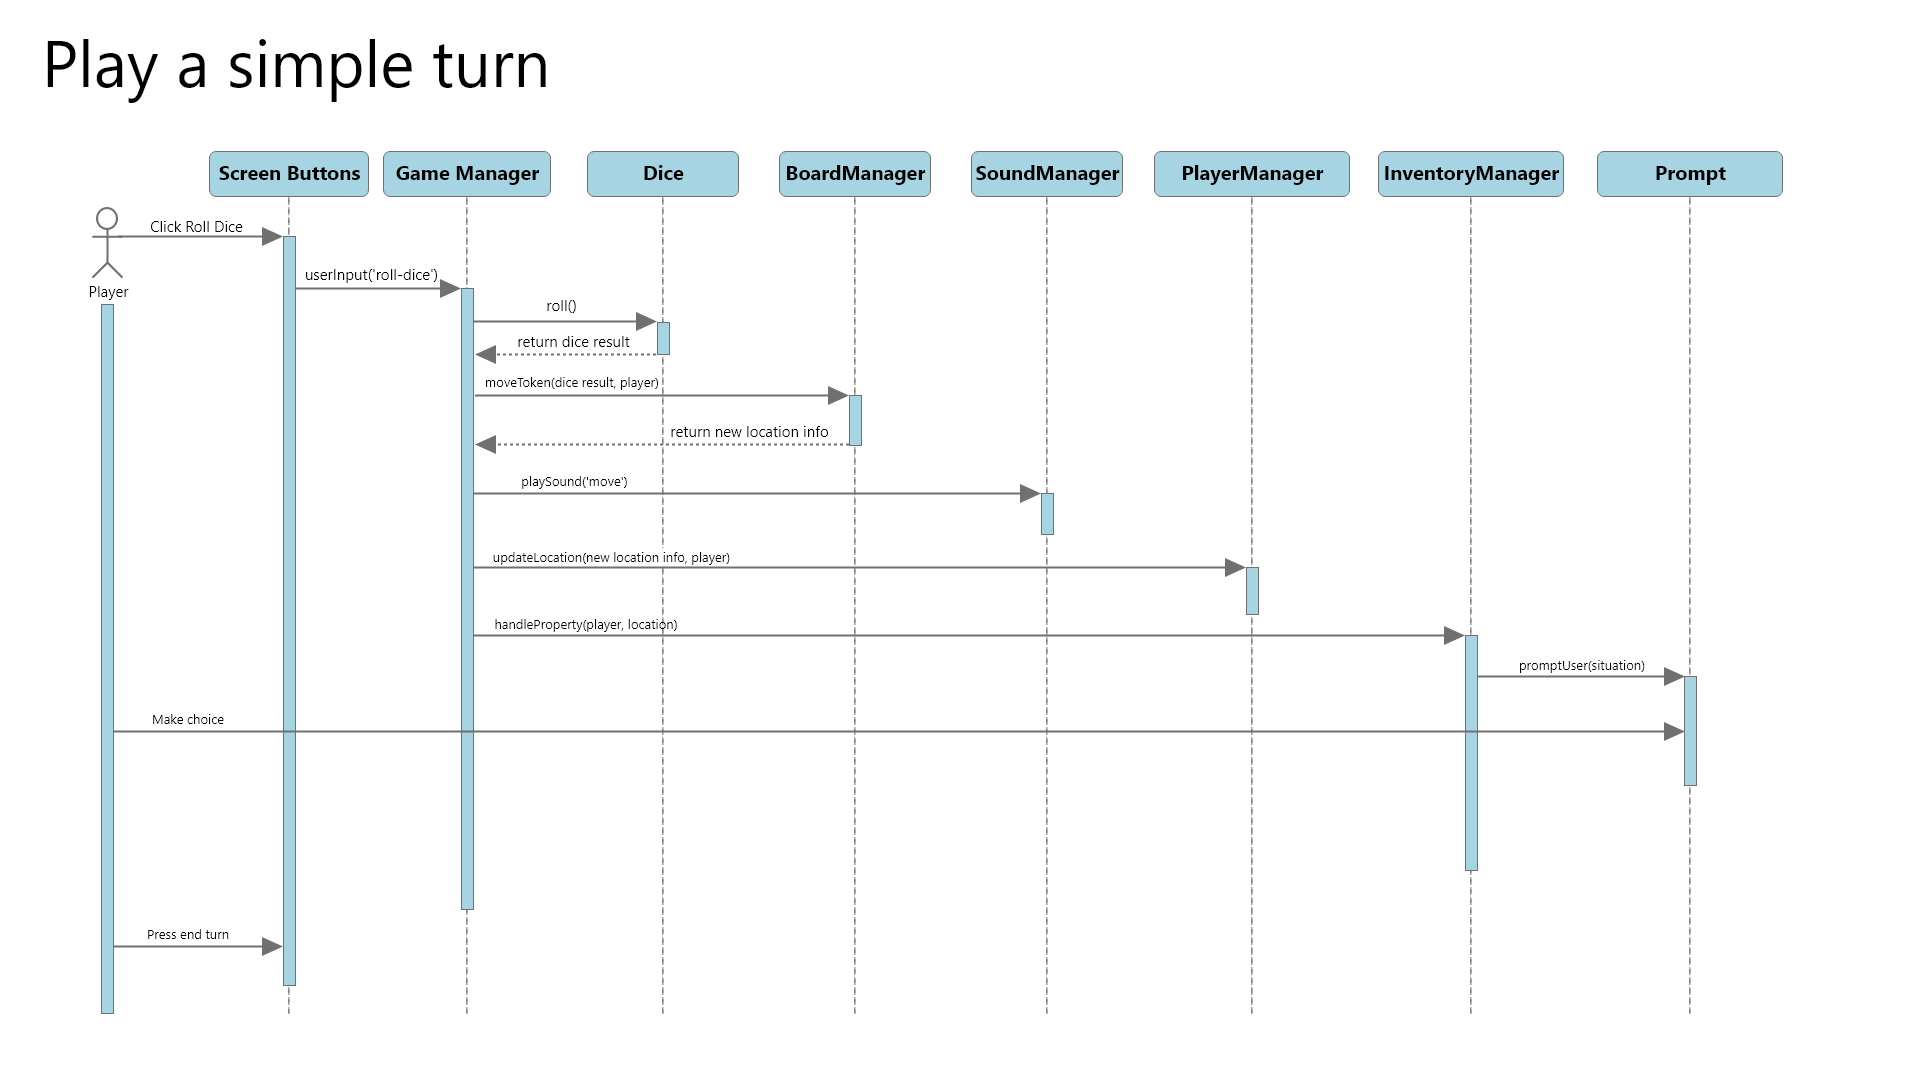 Play a simple turn
Screen Buttons
Game Manager
Dice
BoardManager
SoundManager
PlayerManager
InventoryManager
Prompt
Click Roll Dice
Player
userInput('roll-dice')
roll()
return dice result
moveToken(dice result, player)
return new location info
playSound('move')
updateLocation(new location info, player)
handleProperty(player, location)
promptUser(situation)
Make choice
Press end turn